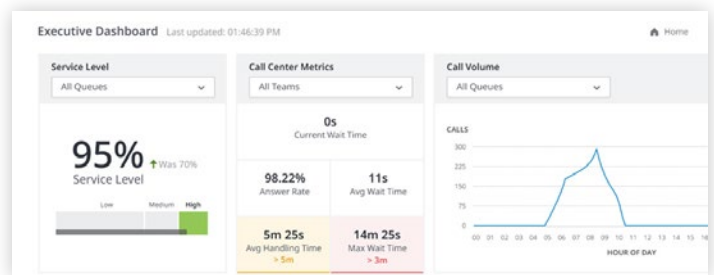 Executive Dashboard Last updated: 01:46:39 PM
Home
Service Level
All Queues
95%
Was 70%
Service Level
Low Medium High
Call Center Metrics
All Teams
0s
Current Wait Time
98.22%
Answer Rate
11s
Avg Wait Time
5m 25s
Avg Handling Time
> 5m
14m 25s
Max Wait Time
> 3m
Call Volume
All Queues
CALLS
300
225
150
75
0
00 01 02 03 04 05 06 07 08 09 10 11 12 13 14 15 16
HOUR OF DAY